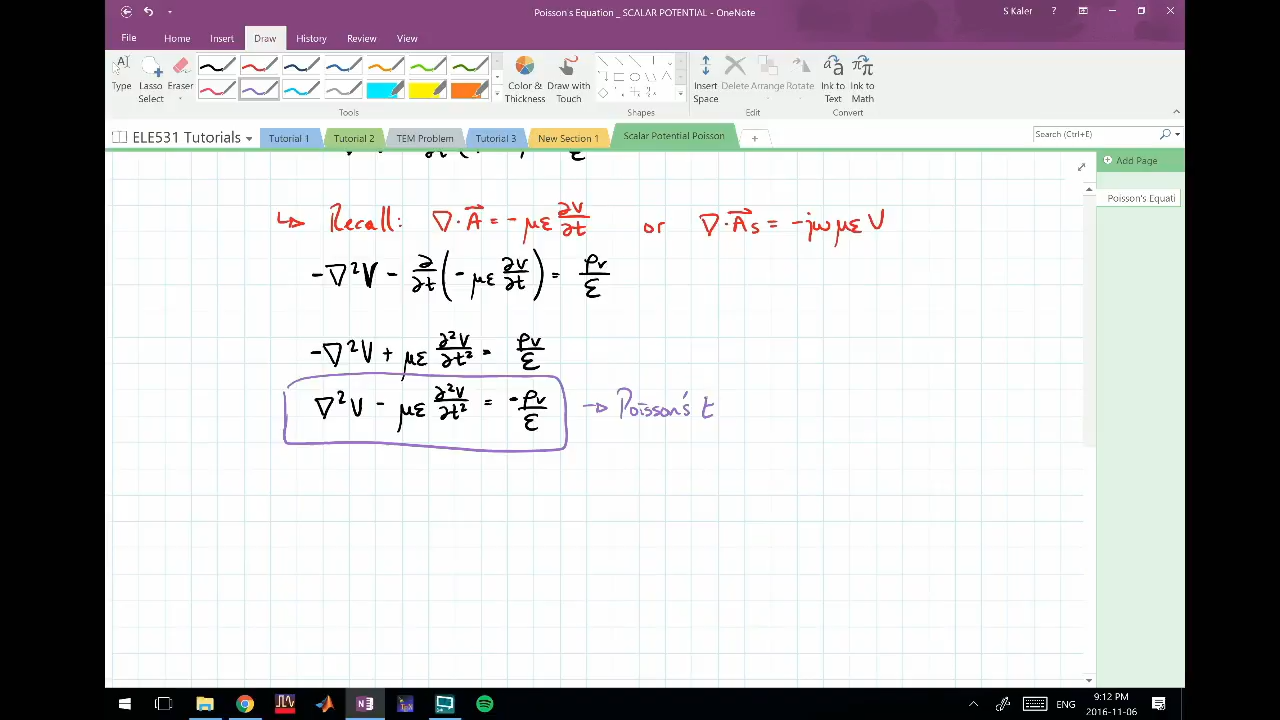 Poisson's Equation _ SCALAR POTENTIAL - OneNote
S Kaler
?
File Home Insert Draw History Review View
Type
Lasso Select
Eraser
Color & Thickness
Draw with Touch
Insert Space
Delete
Arrange
Rotate
Ink to Text
Ink to Math
Tools
Shapes
Edit
Convert
ELE531 Tutorials
Tutorial 1
Tutorial 2
TEM Problem
Tutorial 3
New Section 1
Scalar Potential Poisson
Search (Ctrl+E)
Add Page
Poisson's Equati
↳ Recall: ∇·A⃗ = -με ∂V/∂t or ∇·A⃗s = -jωμε V
-∇²V - ∂/∂t(-με ∂V/∂t) = ρv/ε
-∇²V + με ∂²V/∂t² = ρv/ε
∇²V - με ∂²V/∂t² = -ρv/ε → Poisson's t
ENG
9:12 PM
2016-11-06